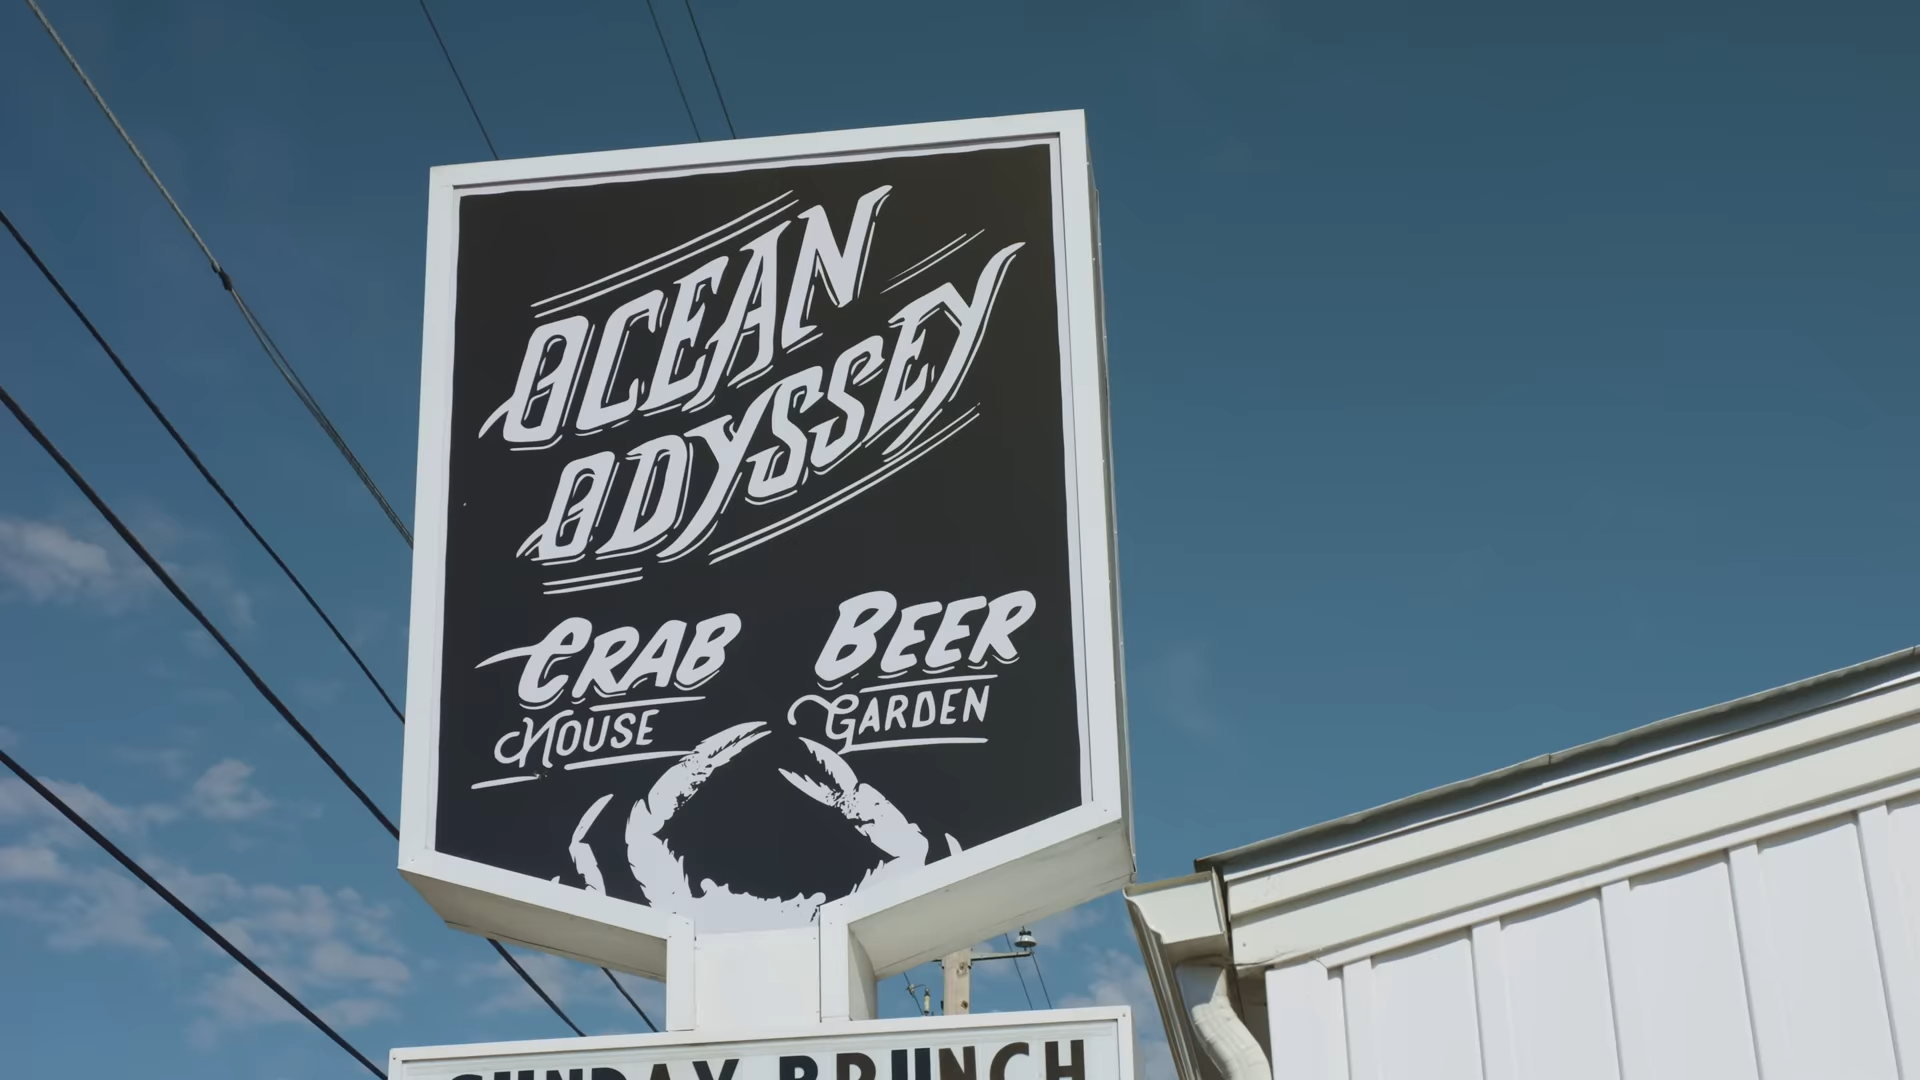 OCEAN
ODYSSEY
CRAB
HOUSE
BEER
GARDEN
SUNDAY BRUNCH